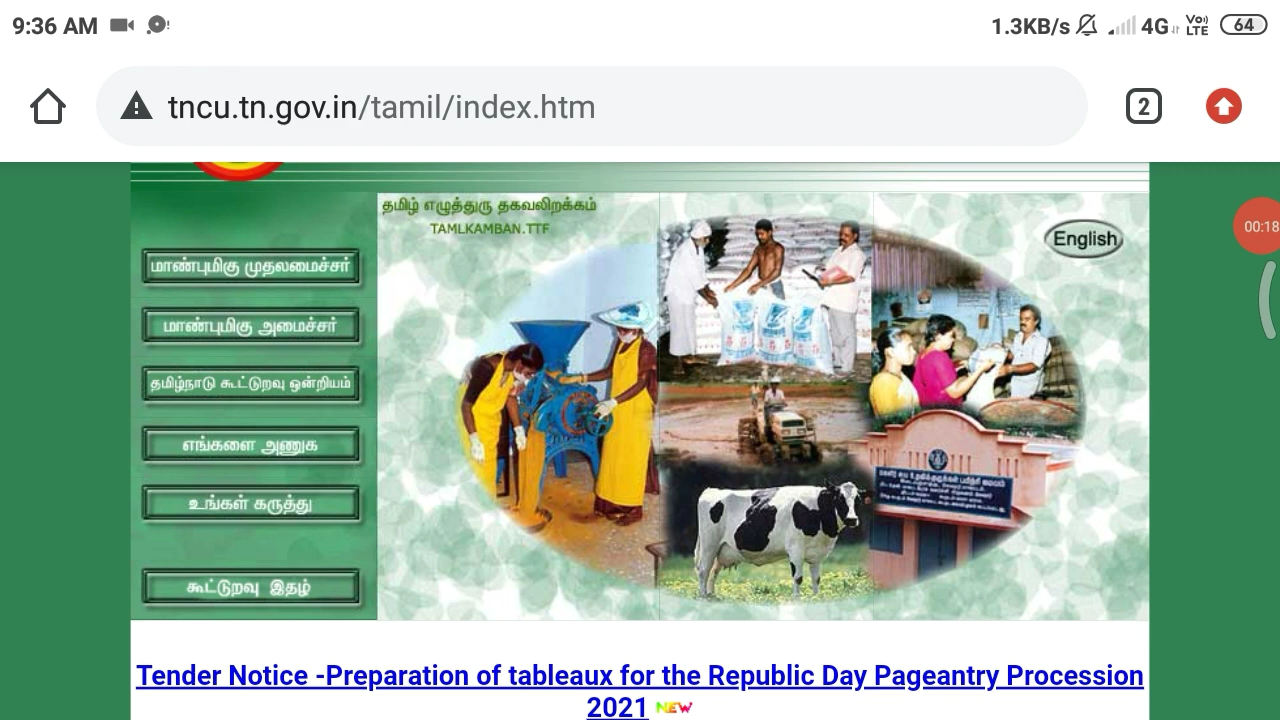 9:36 AM
1.3KB/s 4G Vo)) LTE 64
tncu.tn.gov.in/tamil/index.htm
2
தமிழ் எழுத்துரு தகவலிறக்கம்
TAMLKAMBAN.TTF
English
00:18
மாண்புமிகு முதலமைச்சர்
மாண்புமிகு அமைச்சர்
தமிழ்நாடு கூட்டுறவு ஒன்றியம்
எங்களை அணுக
உங்கள் கருத்து
கூட்டுறவு இதழ்
Tender Notice -Preparation of tableaux for the Republic Day Pageantry Procession
2021 NEW